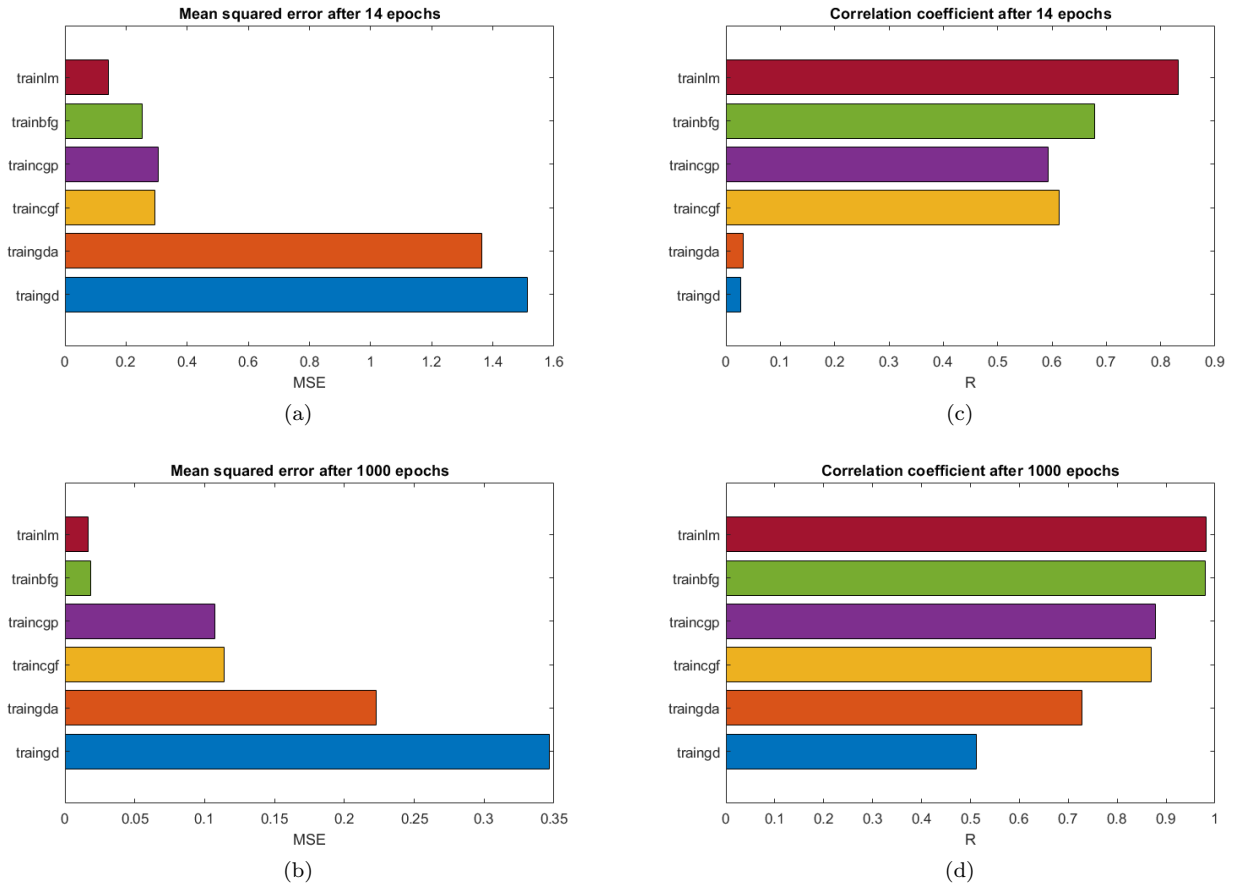 Mean squared error after 14 epochs
trainlm
trainbfg
traincgp
traincgf
traingda
traingd
0 0.2 0.4 0.6 0.8 1 1.2 1.4 1.6
MSE
(a)
Correlation coefficient after 14 epochs
trainlm
trainbfg
traincgp
traincgf
traingda
traingd
0 0.1 0.2 0.3 0.4 0.5 0.6 0.7 0.8 0.9
R
(c)
Mean squared error after 1000 epochs
trainlm
trainbfg
traincgp
traincgf
traingda
traingd
0 0.05 0.1 0.15 0.2 0.25 0.3 0.35
MSE
(b)
Correlation coefficient after 1000 epochs
trainlm
trainbfg
traincgp
traincgf
traingda
traingd
0 0.1 0.2 0.3 0.4 0.5 0.6 0.7 0.8 0.9 1
R
(d)